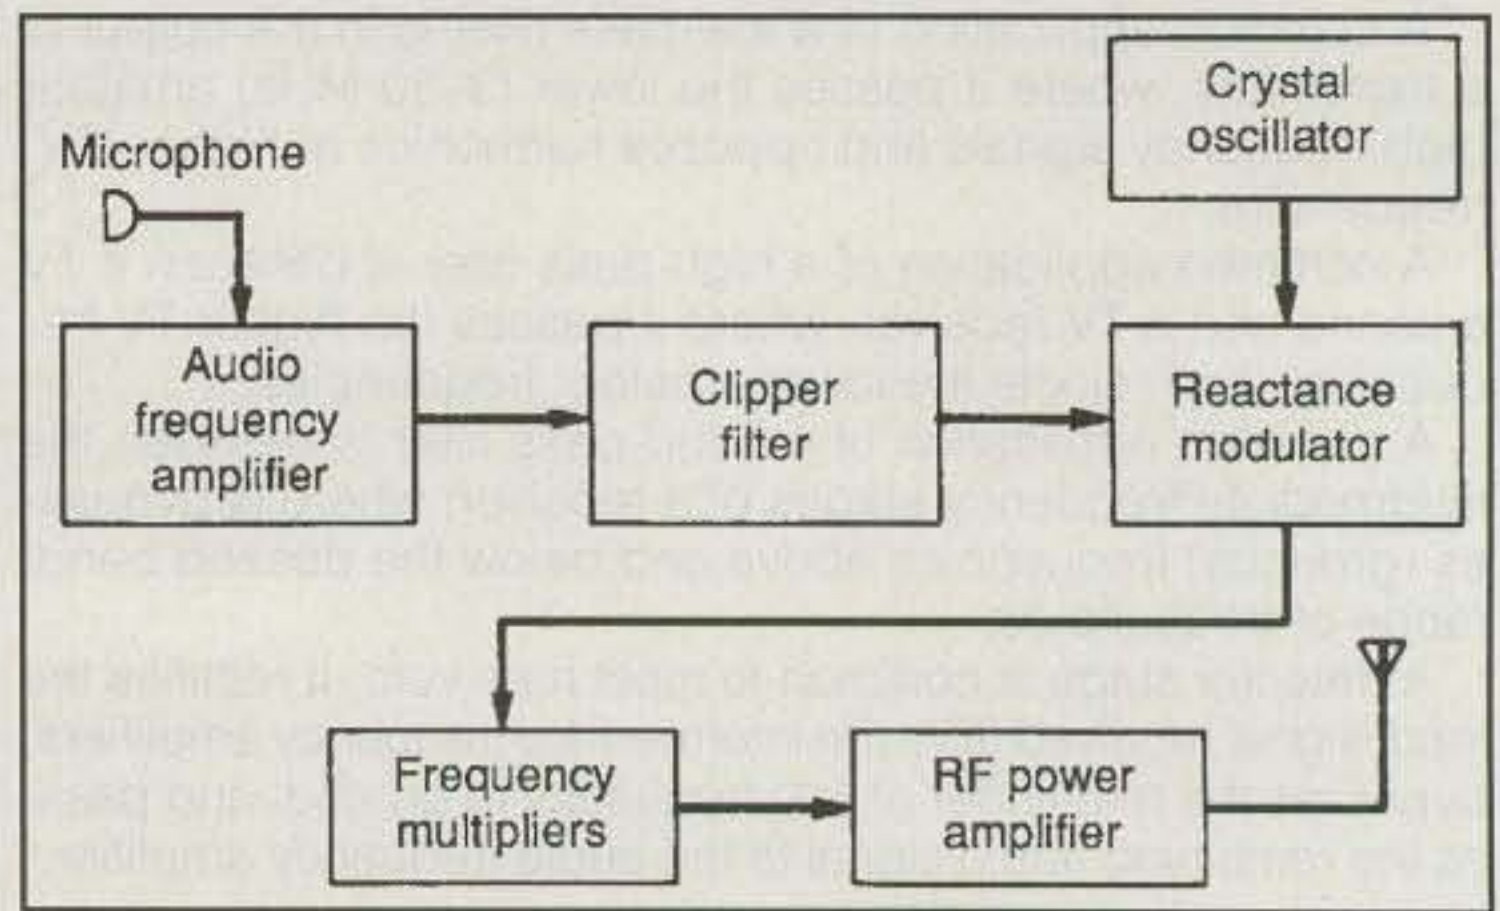 Microphone
Crystal
oscillator
Audio
frequency
amplifier
Clipper
filter
Reactance
modulator
Frequency
multipliers
RF power
amplifier